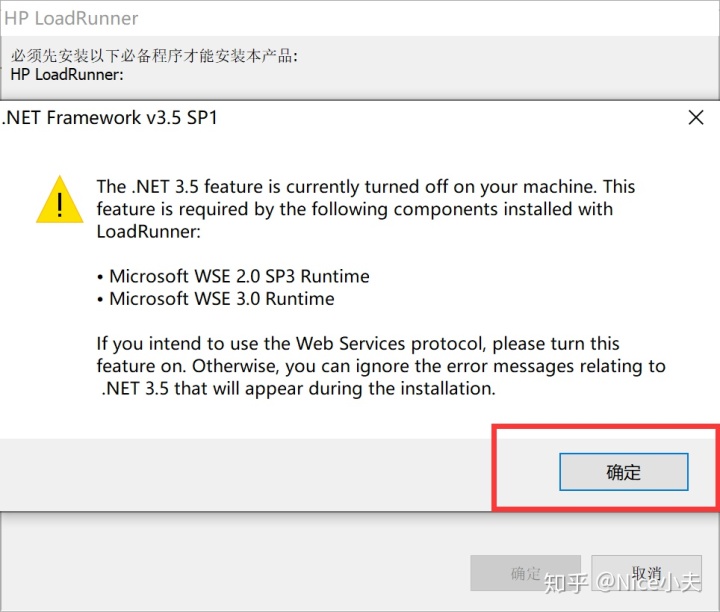 HP LoadRunner
必须先安装以下必备程序才能安装本产品:
HP LoadRunner:
.NET Framework v3.5 SP1
The .NET 3.5 feature is currently turned off on your machine. This
feature is required by the following components installed with
LoadRunner:
• Microsoft WSE 2.0 SP3 Runtime
• Microsoft WSE 3.0 Runtime
If you intend to use the Web Services protocol, please turn this
feature on. Otherwise, you can ignore the error messages relating to
.NET 3.5 that will appear during the installation.
确定
确定
取消
知乎 @Nice小夫